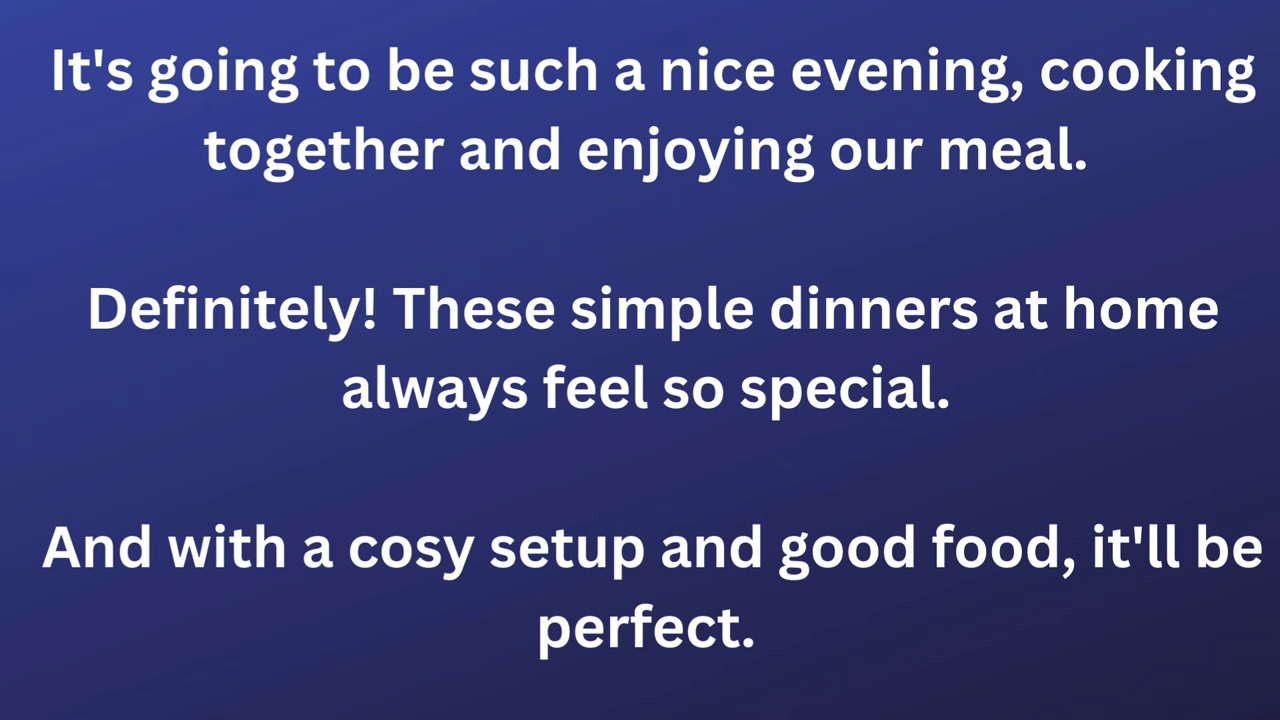 It's going to be such a nice evening, cooking
together and enjoying our meal.
Definitely! These simple dinners at home
always feel so special.
And with a cosy setup and good food, it'll be
perfect.